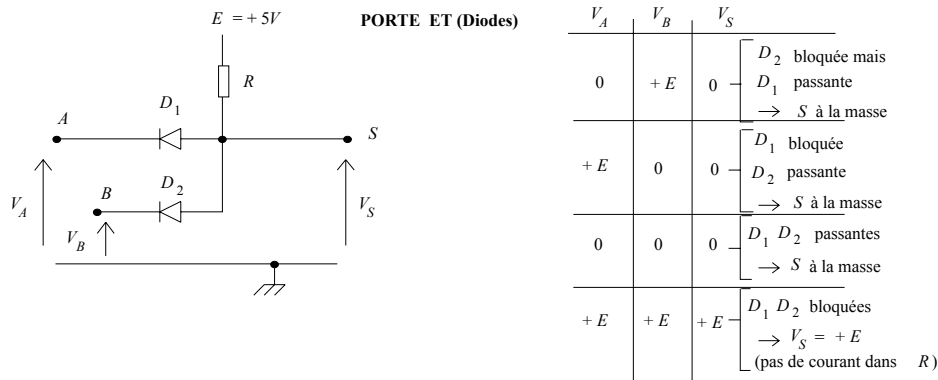 E = + 5V
PORTE ET (Diodes)
R
D1
A
S
D2
B
VA
VB
VS
VA VB VS
0 + E 0 D2 bloquée mais
D1 passante
→ S à la masse
+ E 0 0 D1 bloquée
D2 passante
→ S à la masse
0 0 0 D1 D2 passantes
→ S à la masse
+ E + E + E D1 D2 bloquées
→ VS = + E
(pas de courant dans R)